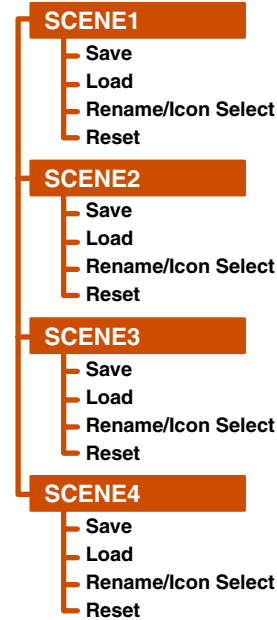 SCENE1
Save
Load
Rename/Icon Select
Reset
SCENE2
Save
Load
Rename/Icon Select
Reset
SCENE3
Save
Load
Rename/Icon Select
Reset
SCENE4
Save
Load
Rename/Icon Select
Reset